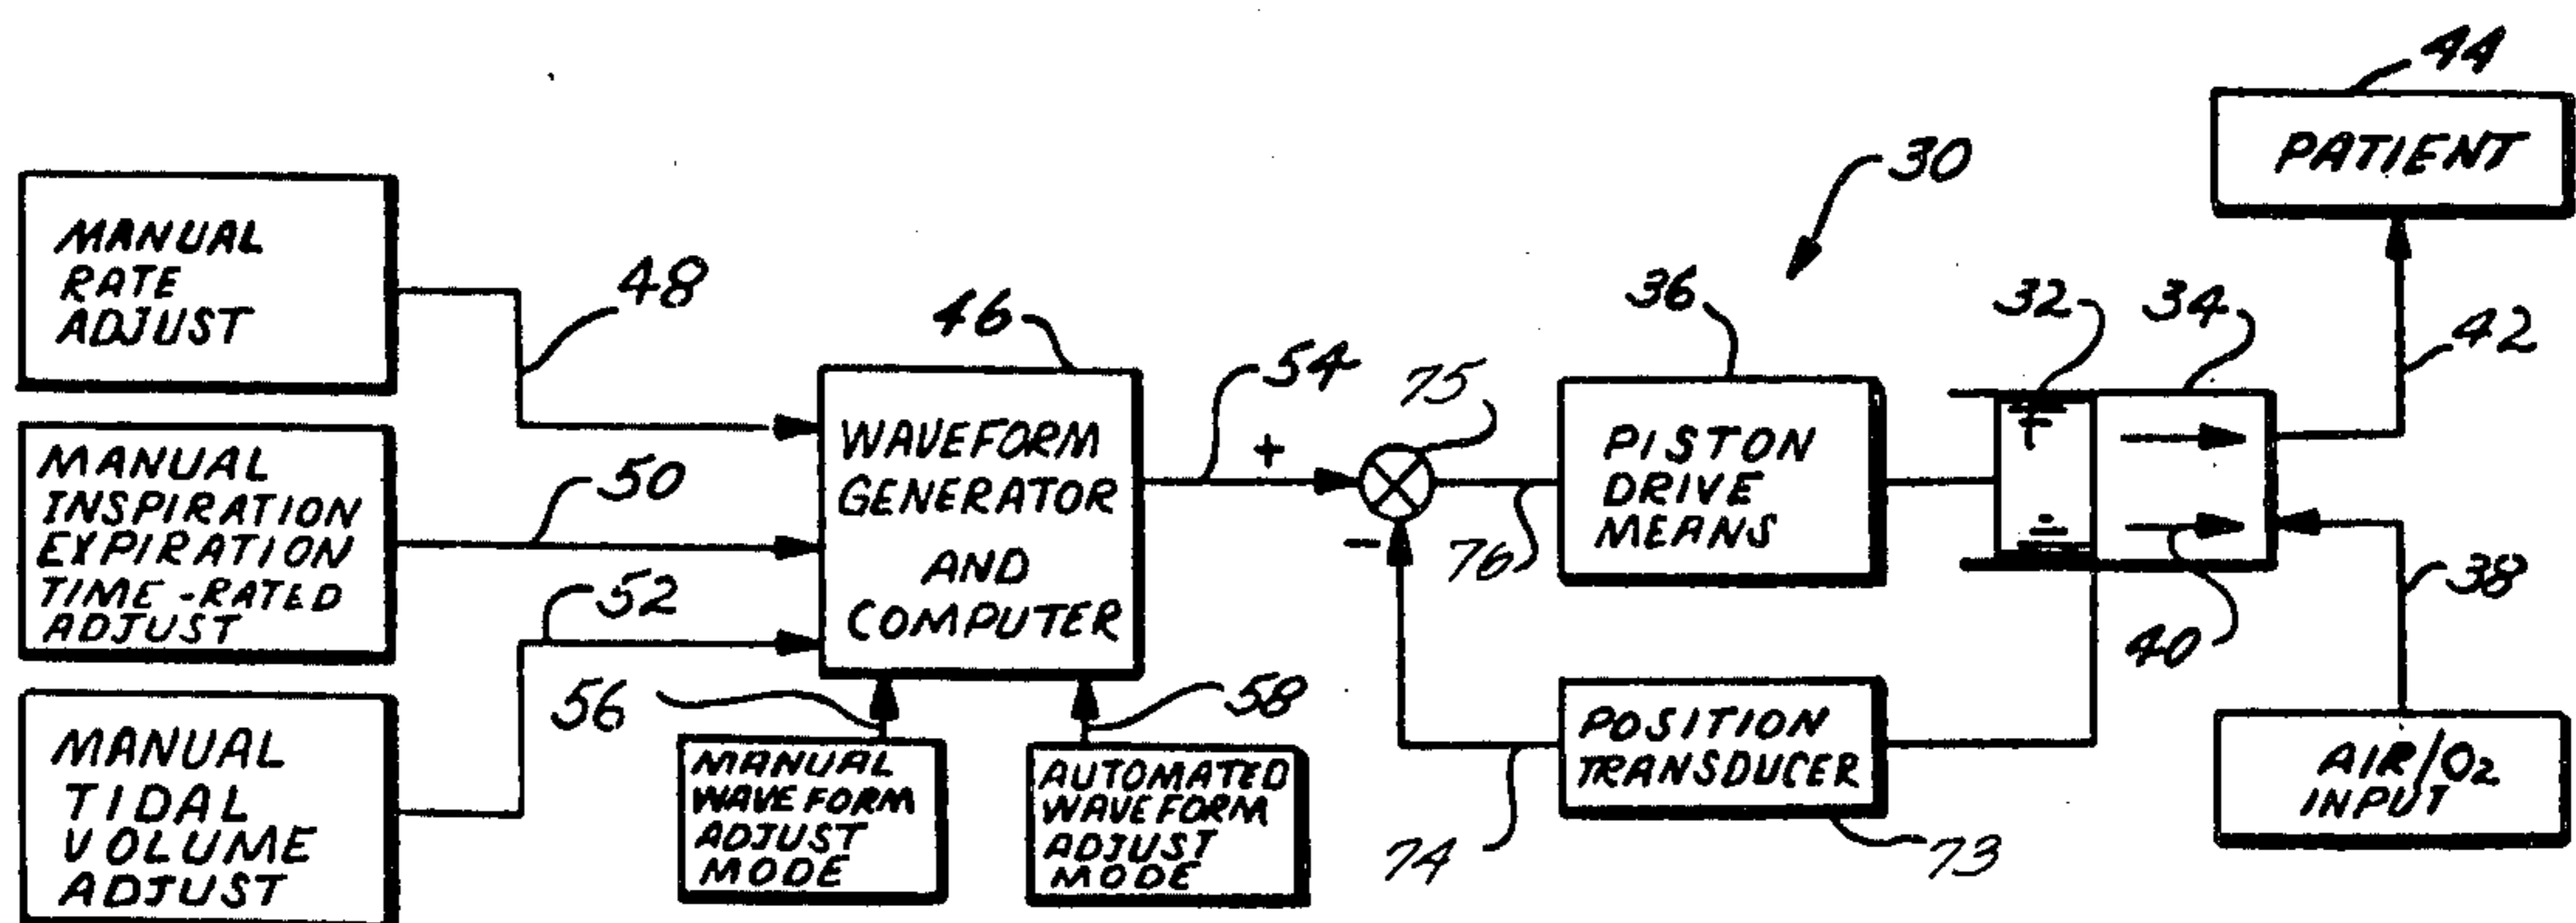 44
PATIENT
30
MANUAL
RATE
ADJUST
48
46
54
+
75
36
32
34
42
WAVEFORM
GENERATOR
AND
COMPUTER
PISTON
DRIVE
MEANS
76
-
40
38
MANUAL
INSPIRATION
EXPIRATION
TIME-RATED
ADJUST
50
52
MANUAL
TIDAL
VOLUME
ADJUST
56
58
MANUAL
WAVE FORM
ADJUST
MODE
AUTOMATED
WAVEFORM
ADJUST
MODE
74
POSITION
TRANSDUCER
73
AIR/O2
INPUT